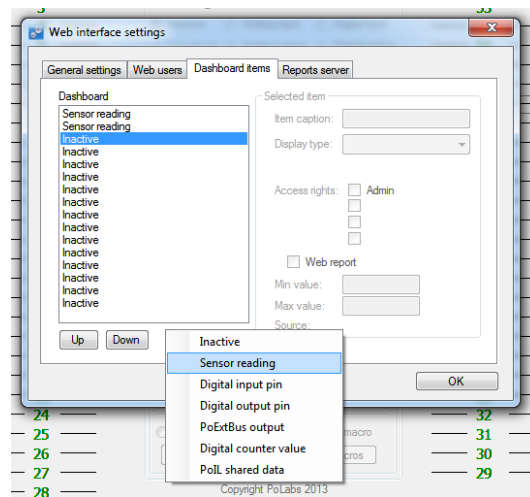 Web interface settings
General settings Web users Dashboard items Reports server
Dashboard
Sensor reading
Sensor reading
Inactive
Inactive
Inactive
Inactive
Inactive
Inactive
Inactive
Inactive
Inactive
Inactive
Inactive
Inactive
Inactive
Inactive
Up Down
Selected item
Item caption:
Display type:
Access rights: Admin
Web report
Min value:
Max value:
Source:
Inactive
Sensor reading
Digital input pin
Digital output pin
PoExtBus output
Digital counter value
PoIL shared data
OK
24 32
25 macro 31
26 cros 30
27 29
28 Copyright PoLabs 2013